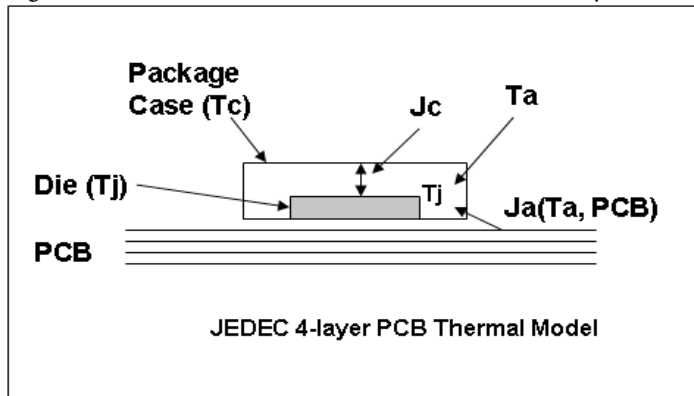 Package
Case (Tc)
Jc
Ta
Die (Tj)
Tj
Ja(Ta, PCB)
PCB
JEDEC 4-layer PCB Thermal Model